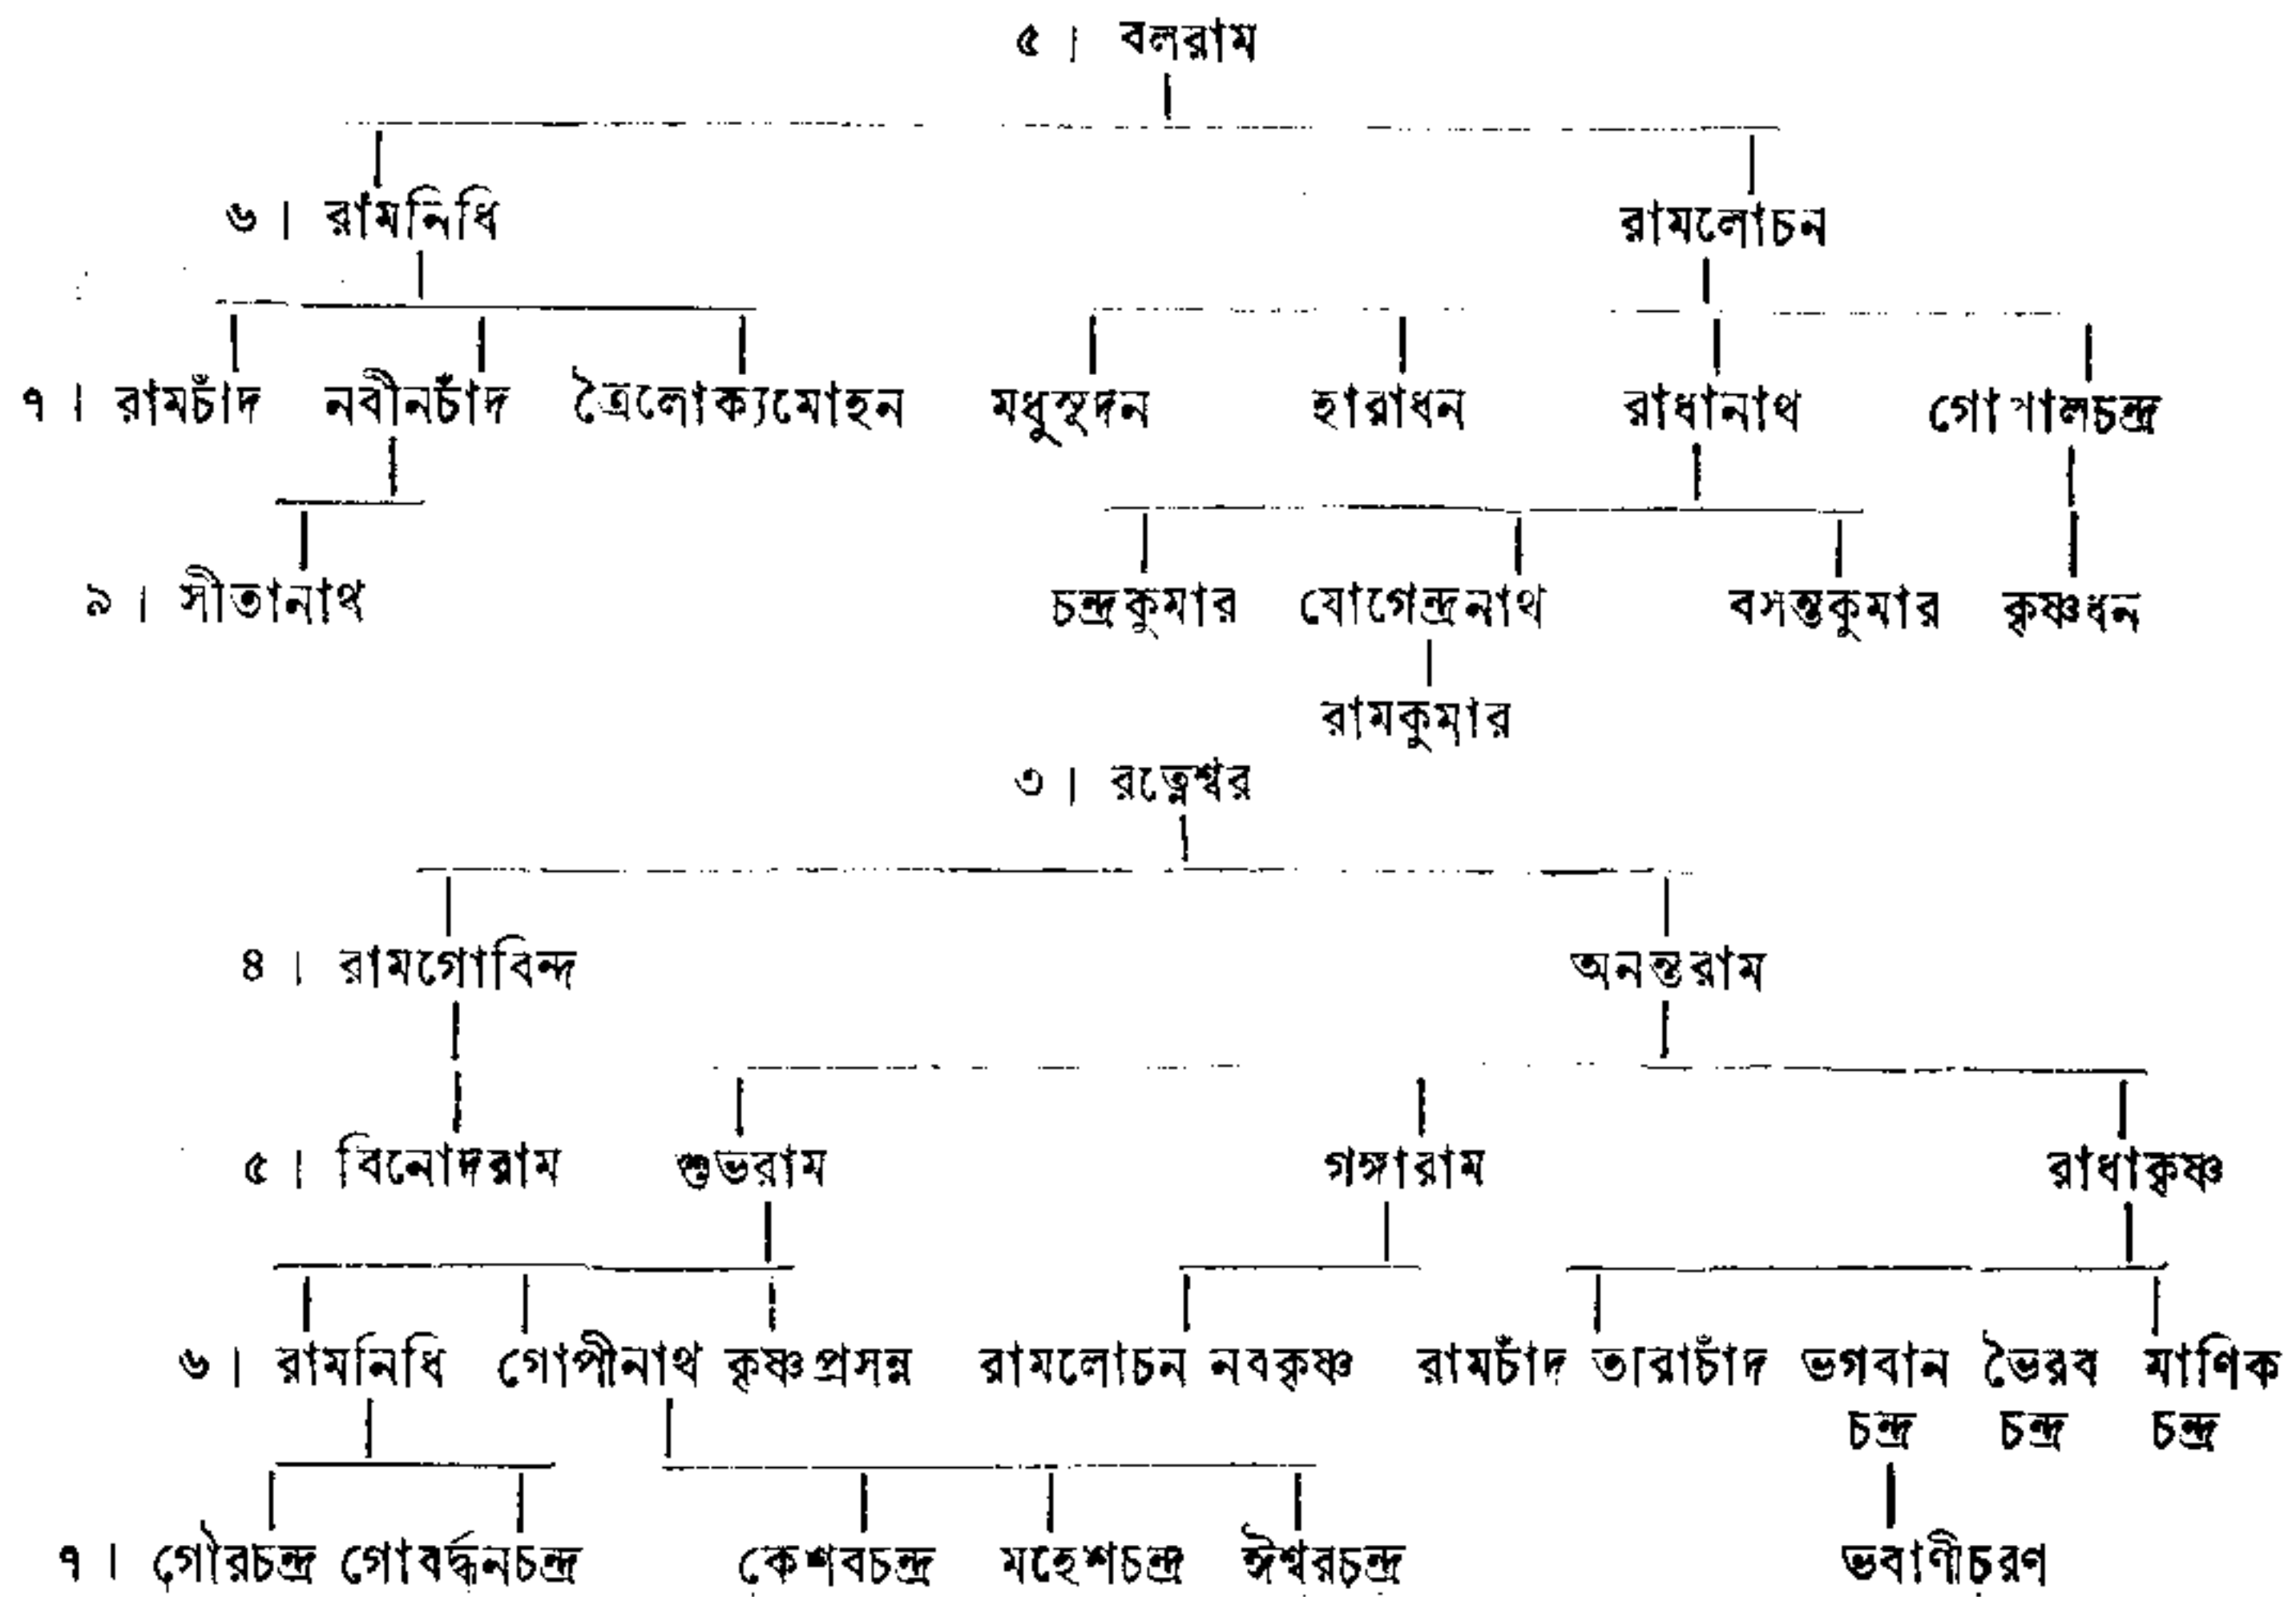 ৫। বলরাম
৬। রামনিধি রামলোচন
৭। রামচাঁদ নবীনচাঁদ ত্রৈলোক্যমোহন মধুসূদন হারাধন রাধানাথ গোপালচন্দ্র
৯। সীতানাথ চন্দ্রকুমার যোগেন্দ্রনাথ বসন্তকুমার কৃষ্ণধন
রামকুমার
৩। রত্নেশ্বর
৪। রামগোবিন্দ অনন্তরাম
৫। বিনোদরাম শুভরাম গঙ্গারাম রাধাকৃষ্ণ
৬। রামনিধি গোপীনাথ কৃষ্ণপ্রসন্ন রামলোচন নবকৃষ্ণ রামচাঁদ তারাচাঁদ ভগবান ভৈরব মাণিক
চন্দ্র চন্দ্র চন্দ্র
৭। গৌরচন্দ্র গোবর্দ্ধনচন্দ্র কেশবচন্দ্র মহেশচন্দ্র ঈশ্বরচন্দ্র ভবাণীচরণ